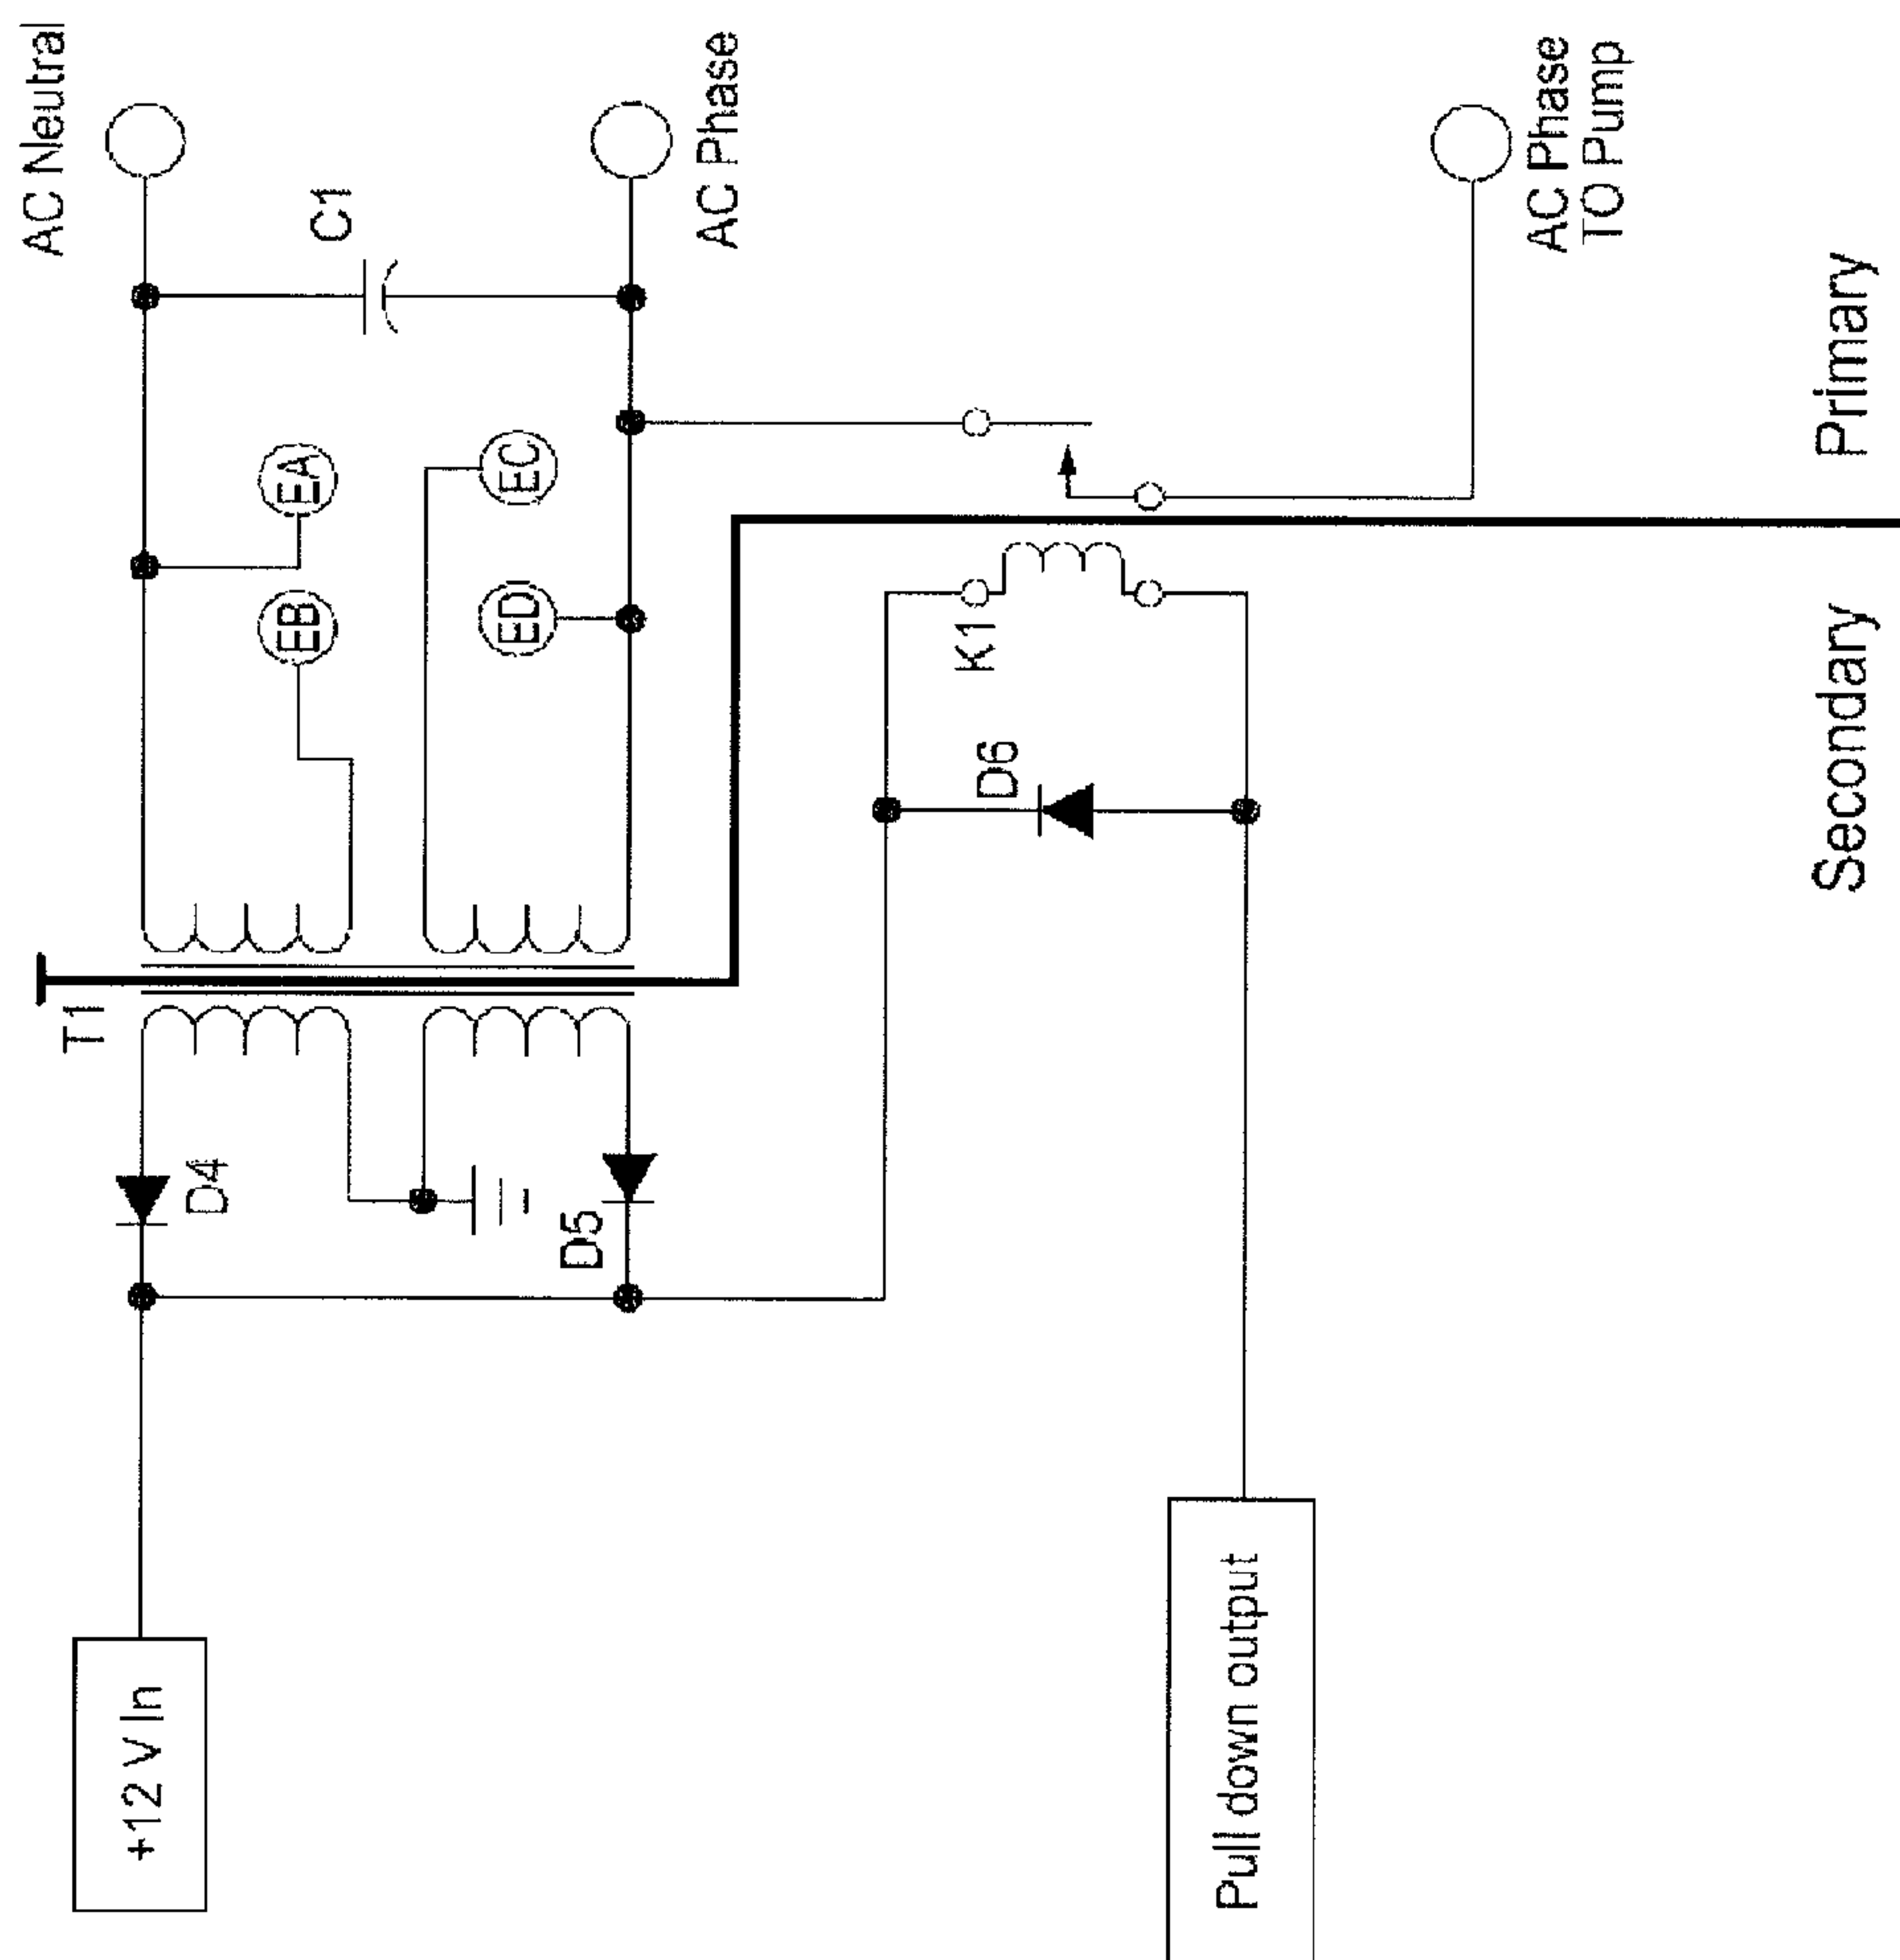 AC Neutral
C1
AC Phase
AC Phase
TO Pump
EA
EB
EC
ED
T1
D4
D5
K1
D6
+12 V In
Pull down output
Primary
Secondary